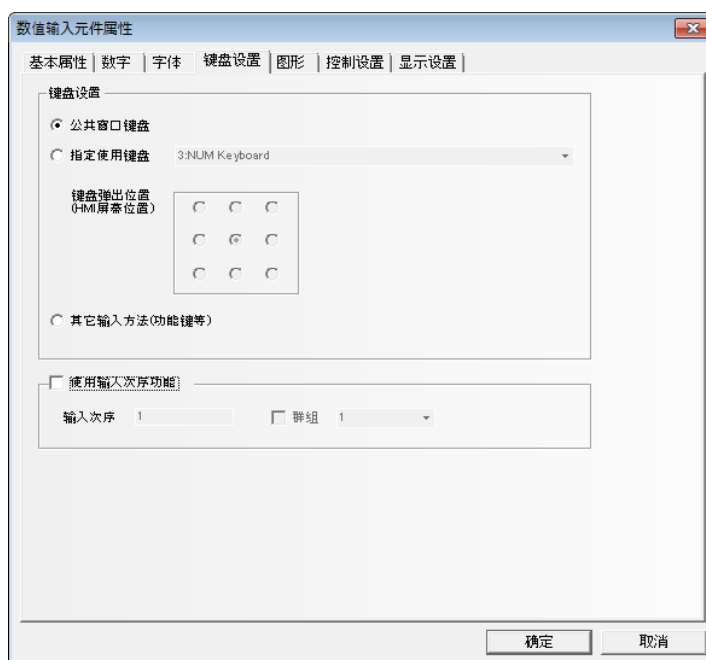 数值输入元件属性
基本属性 数字 字体 键盘设置 图形 控制设置 显示设置
键盘设置
公共窗口键盘
指定使用键盘 3:NUM Keyboard
键盘弹出位置
(HMI屏幕位置)
其它输入方法(功能键等)
使用输入次序功能
输入次序 1 群组 1
确定 取消